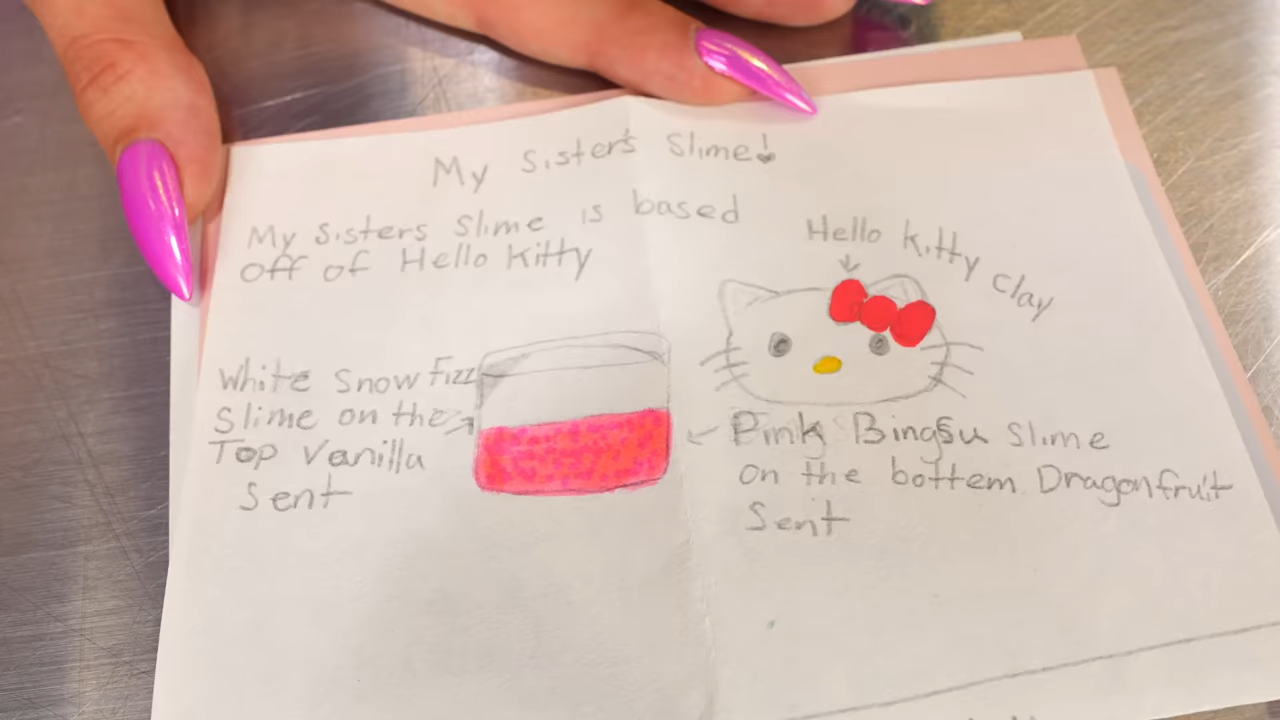 My Sister's Slime!
My Sisters Slime is based
off of Hello Kitty
Hello Kitty Clay
White Snow Fizz
Slime on the
Top Vanilla
Sent
Pink Bingsu Slime
on the bottem Dragonfruit
Sent